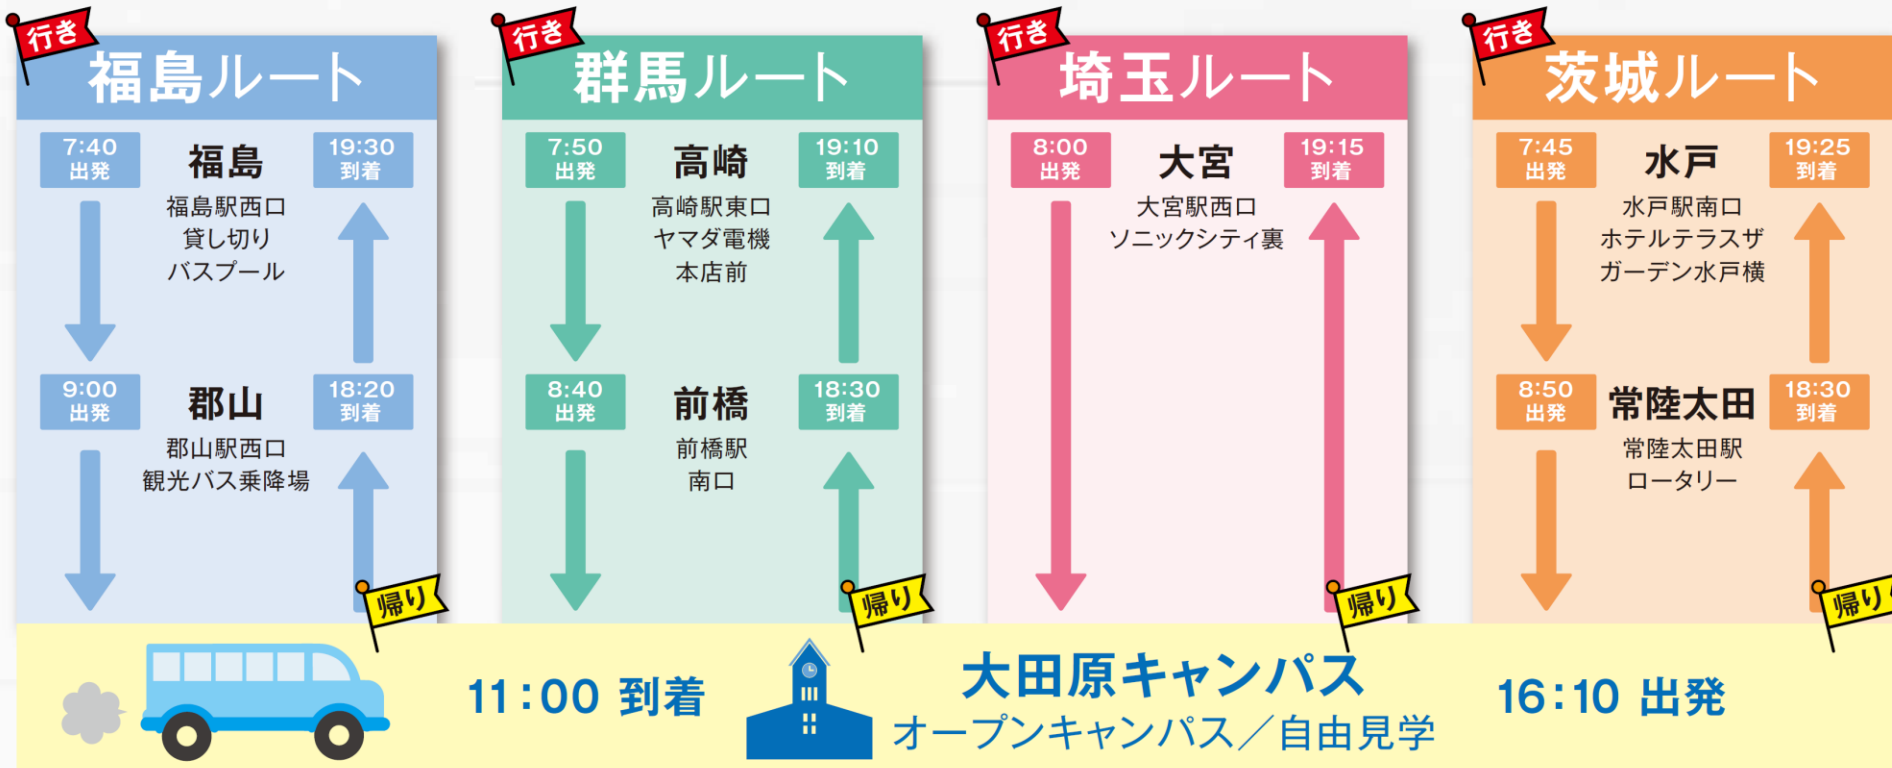 行き
福島ルート
7:40
出発
福島
19:30
到着
福島駅西口
貸し切り
バスプール
9:00
出発
郡山
18:20
到着
郡山駅西口
観光バス乗降場
帰り
行き
群馬ルート
7:50
出発
高崎
19:10
到着
高崎駅東口
ヤマダ電機
本店前
8:40
出発
前橋
18:30
到着
前橋駅
南口
帰り
行き
埼玉ルート
8:00
出発
大宮
19:15
到着
大宮駅西口
ソニックシティ裏
帰り
行き
茨城ルート
7:45
出発
水戸
19:25
到着
水戸駅南口
ホテルテラスザ
ガーデン水戸横
8:50
出発
常陸太田
18:30
到着
常陸太田駅
ロータリー
帰り
11:00 到着
大田原キャンパス
オープンキャンパス／自由見学
16:10 出発